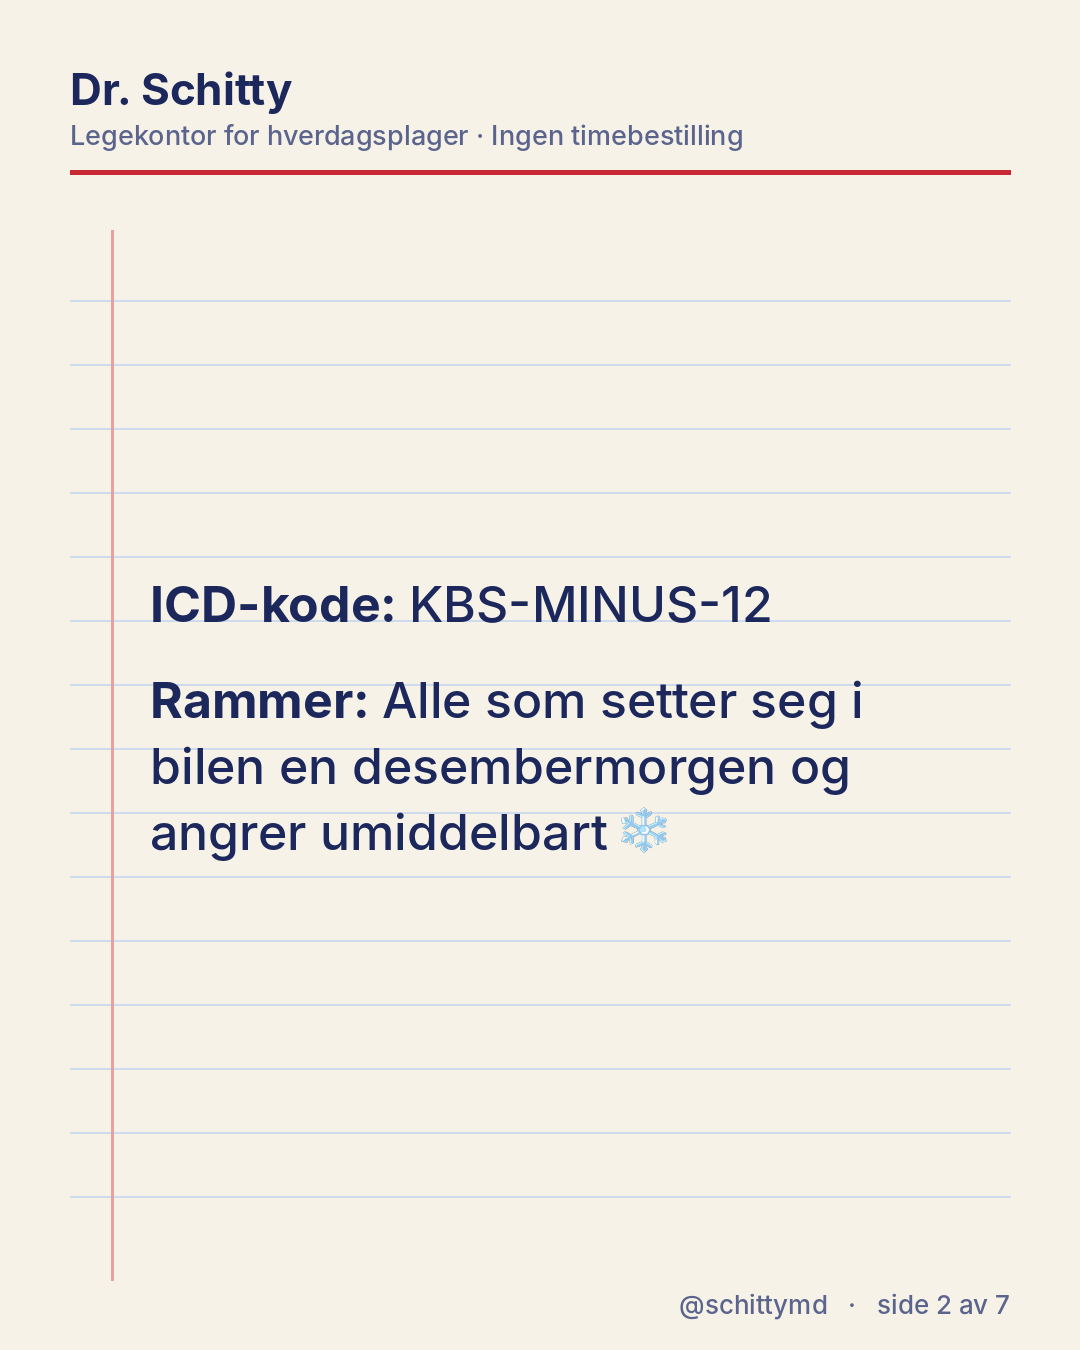 Dr. Schitty
Legekontor for hverdagsplager · Ingen timebestilling
ICD-kode: KBS-MINUS-12
Rammer: Alle som setter seg i
bilen en desembermorgen og
angrer umiddelbart ❄️
@schittymd · side 2 av 7